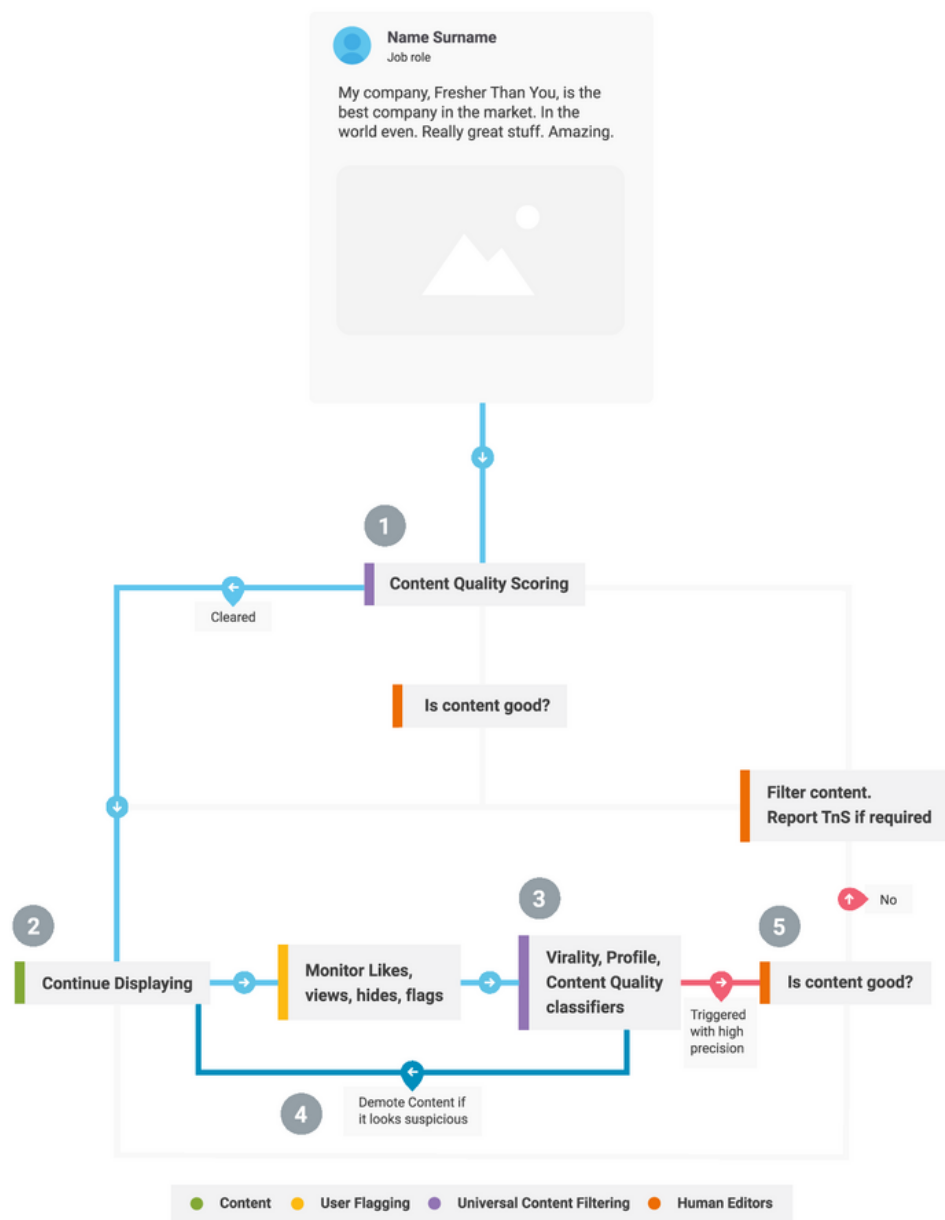 Name Surname
Job role
My company, Fresher Than You, is the
best company in the market. In the
world even. Really great stuff. Amazing.
1
Content Quality Scoring
Cleared
Is content good?
Filter content.
Report TnS if required
No
2
Continue Displaying
Monitor Likes,
views, hides, flags
3
Virality, Profile,
Content Quality
classifiers
Triggered
with high
precision
5
Is content good?
4
Demote Content if
it looks suspicious
Content
User Flagging
Universal Content Filtering
Human Editors